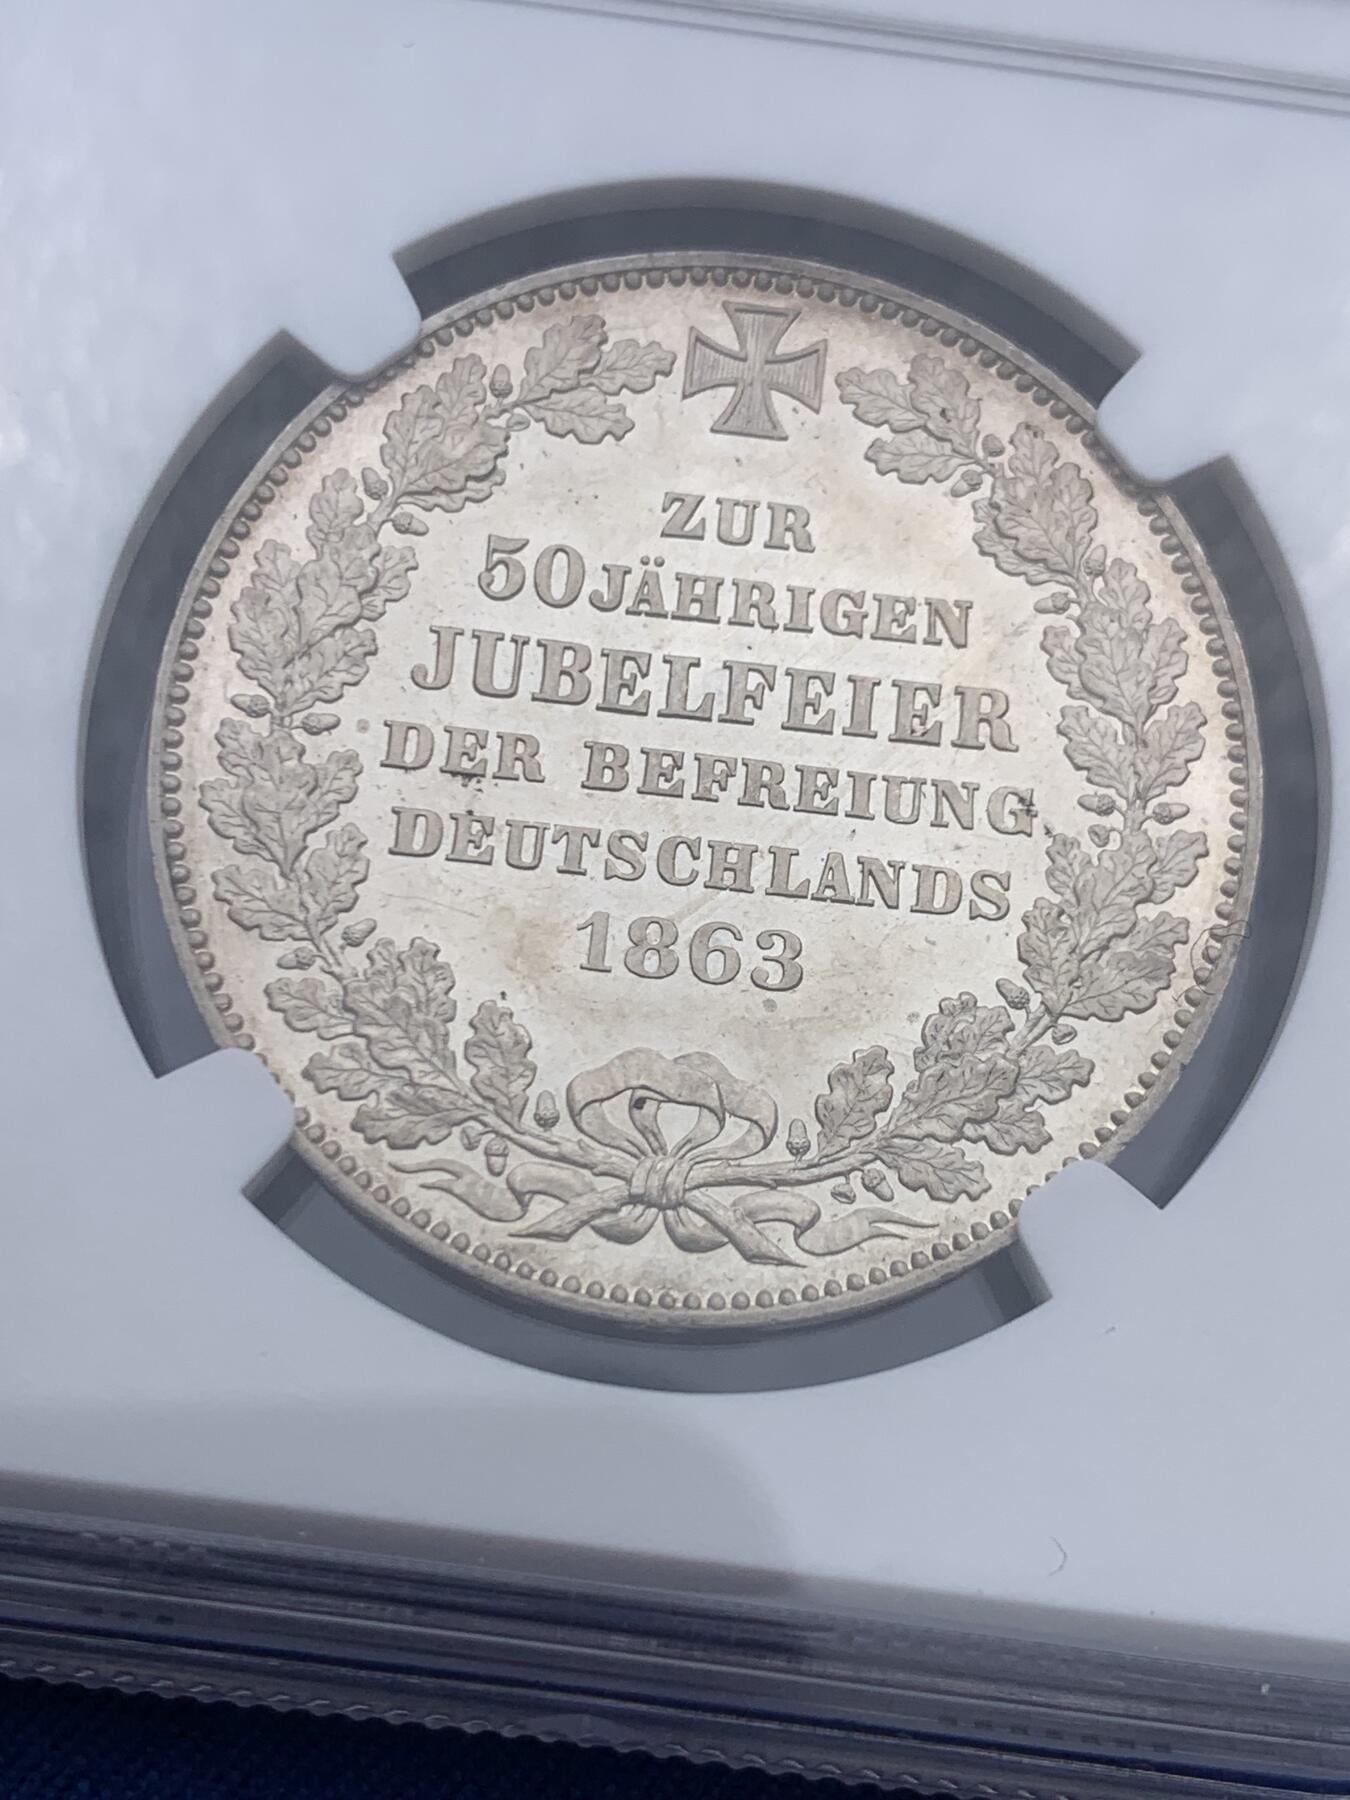 ZUR
50JÄHRIGEN
JUBELFEIER
DER BEFREIUNG
DEUTSCHLANDS
1863